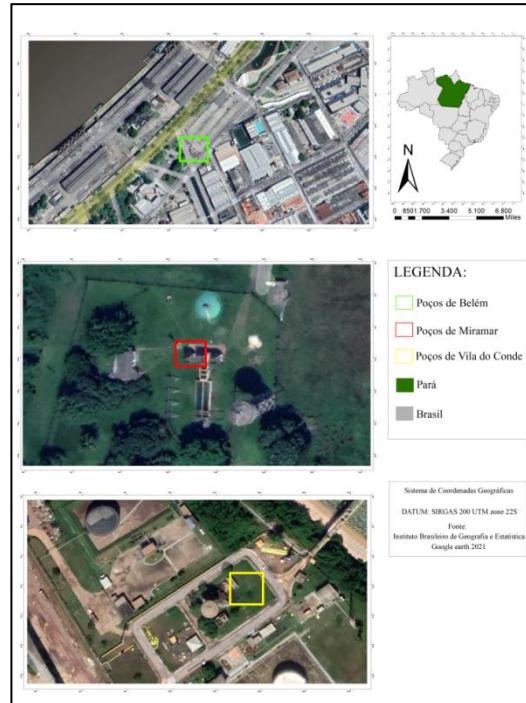 N
0 8501.700 3.400 5.100 6.800
Miles
LEGENDA:
Poços de Belém
Poços de Miramar
Poços de Vila do Conde
Pará
Brasil
Sistema de Coordenadas Geográficas
DATUM: SIRGAS 200 UTM zone 22S
Fonte:
Instituto Brasileiro de Geografia e Estatística
Google earth 2021